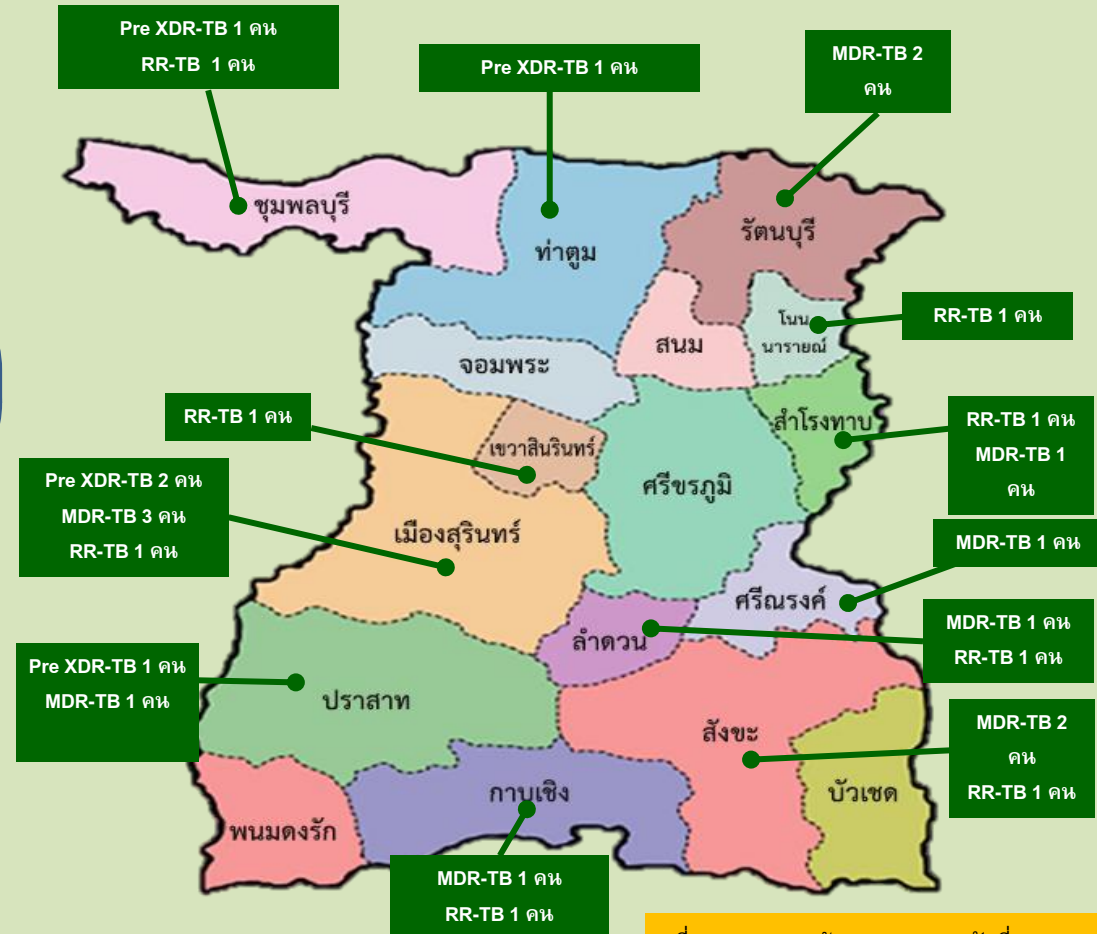 Pre XDR-TB 1 คน
RR-TB 1 คน
Pre XDR-TB 1 คน
MDR-TB 2
คน
ชุมพลบุรี
ท่าตูม
รัตนบุรี
RR-TB 1 คน
โนน
นารายณ์
สนม
จอมพระ
RR-TB 1 คน
เขวาสินรินทร์
สำโรงทาบ
RR-TB 1 คน
MDR-TB 1
คน
Pre XDR-TB 2 คน
MDR-TB 3 คน
RR-TB 1 คน
ศรีขรภูมิ
เมืองสุรินทร์
MDR-TB 1 คน
ศรีณรงค์
ลำดวน
MDR-TB 1 คน
RR-TB 1 คน
Pre XDR-TB 1 คน
MDR-TB 1 คน
ปราสาท
สังขะ
MDR-TB 2
คน
RR-TB 1 คน
กาบเชิง
บัวเชด
พนมดงรัก
MDR-TB 1 คน
RR-TB 1 คน